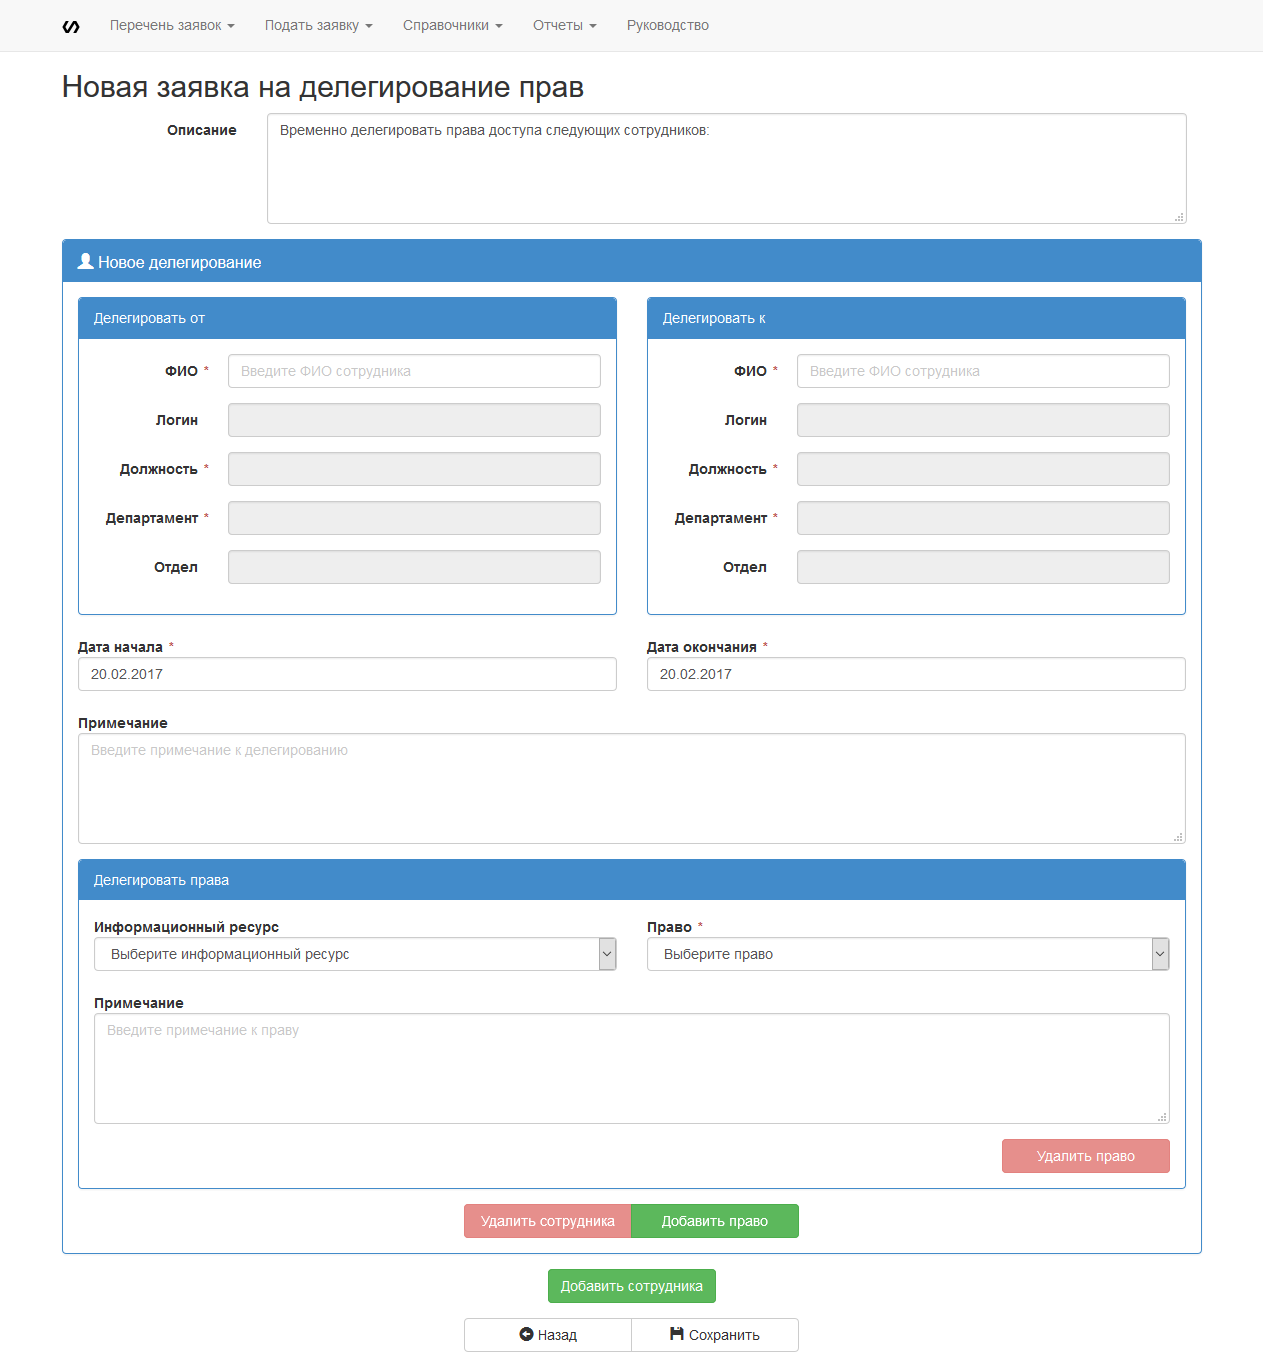 Перечень заявок Подать заявку Справочники Отчеты Руководство
Новая заявка на делегирование прав
Описание
Временно делегировать права доступа следующих сотрудников:
Новое делегирование
Делегировать от
ФИО *
Введите ФИО сотрудника
Логин
Должность *
Департамент *
Отдел
Делегировать к
ФИО *
Введите ФИО сотрудника
Логин
Должность *
Департамент *
Отдел
Дата начала *
20.02.2017
Дата окончания *
20.02.2017
Примечание
Введите примечание к делегированию
Делегировать права
Информационный ресурс
Выберите информационный ресурс
Право *
Выберите право
Примечание
Введите примечание к праву
Удалить право
Удалить сотрудника Добавить право
Добавить сотрудника
Назад Сохранить